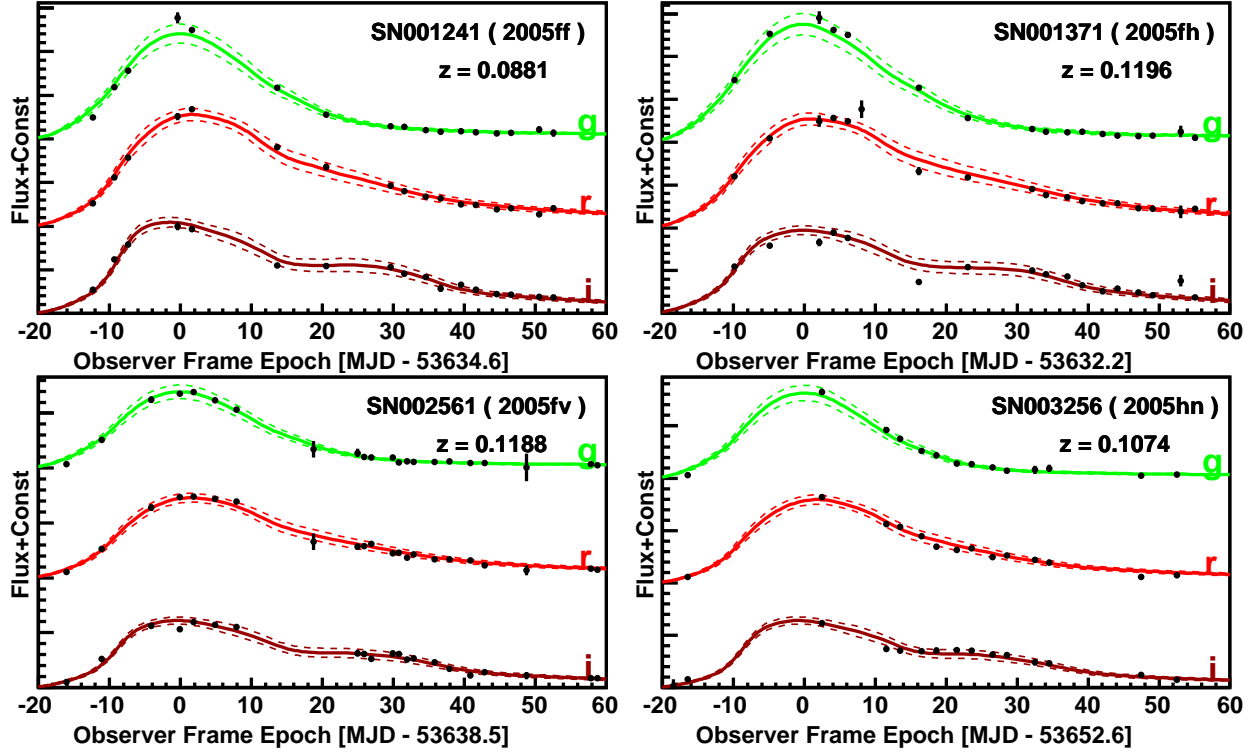 Flux+Const
SN001241 ( 2005ff )
z = 0.0881
g
r
i
-20 -10 0 10 20 30 40 50 60
Observer Frame Epoch [MJD - 53634.6]
Flux+Const
SN001371 ( 2005fh )
z = 0.1196
g
r
i
-20 -10 0 10 20 30 40 50 60
Observer Frame Epoch [MJD - 53632.2]
Flux+Const
SN002561 ( 2005fv )
z = 0.1188
g
r
i
-20 -10 0 10 20 30 40 50 60
Observer Frame Epoch [MJD - 53638.5]
Flux+Const
SN003256 ( 2005hn )
z = 0.1074
g
r
i
-20 -10 0 10 20 30 40 50 60
Observer Frame Epoch [MJD - 53652.6]